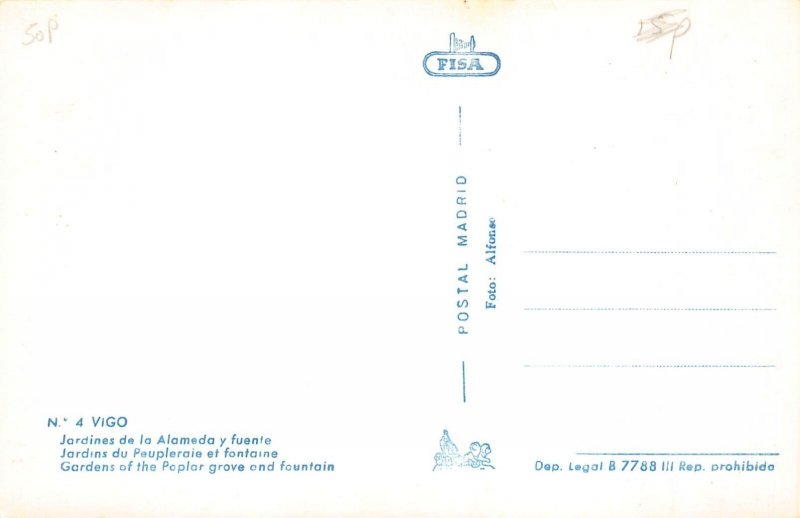 50p
15p
FISA
POSTAL MADRID
Foto: Alfonso
N.° 4 VIGO
Jardines de la Alameda y fuente
Jardins du Peupleraie et fontaine
Gardens of the Poplar grove and fountain
Dep. Legal B 7788 III Rep. prohibida